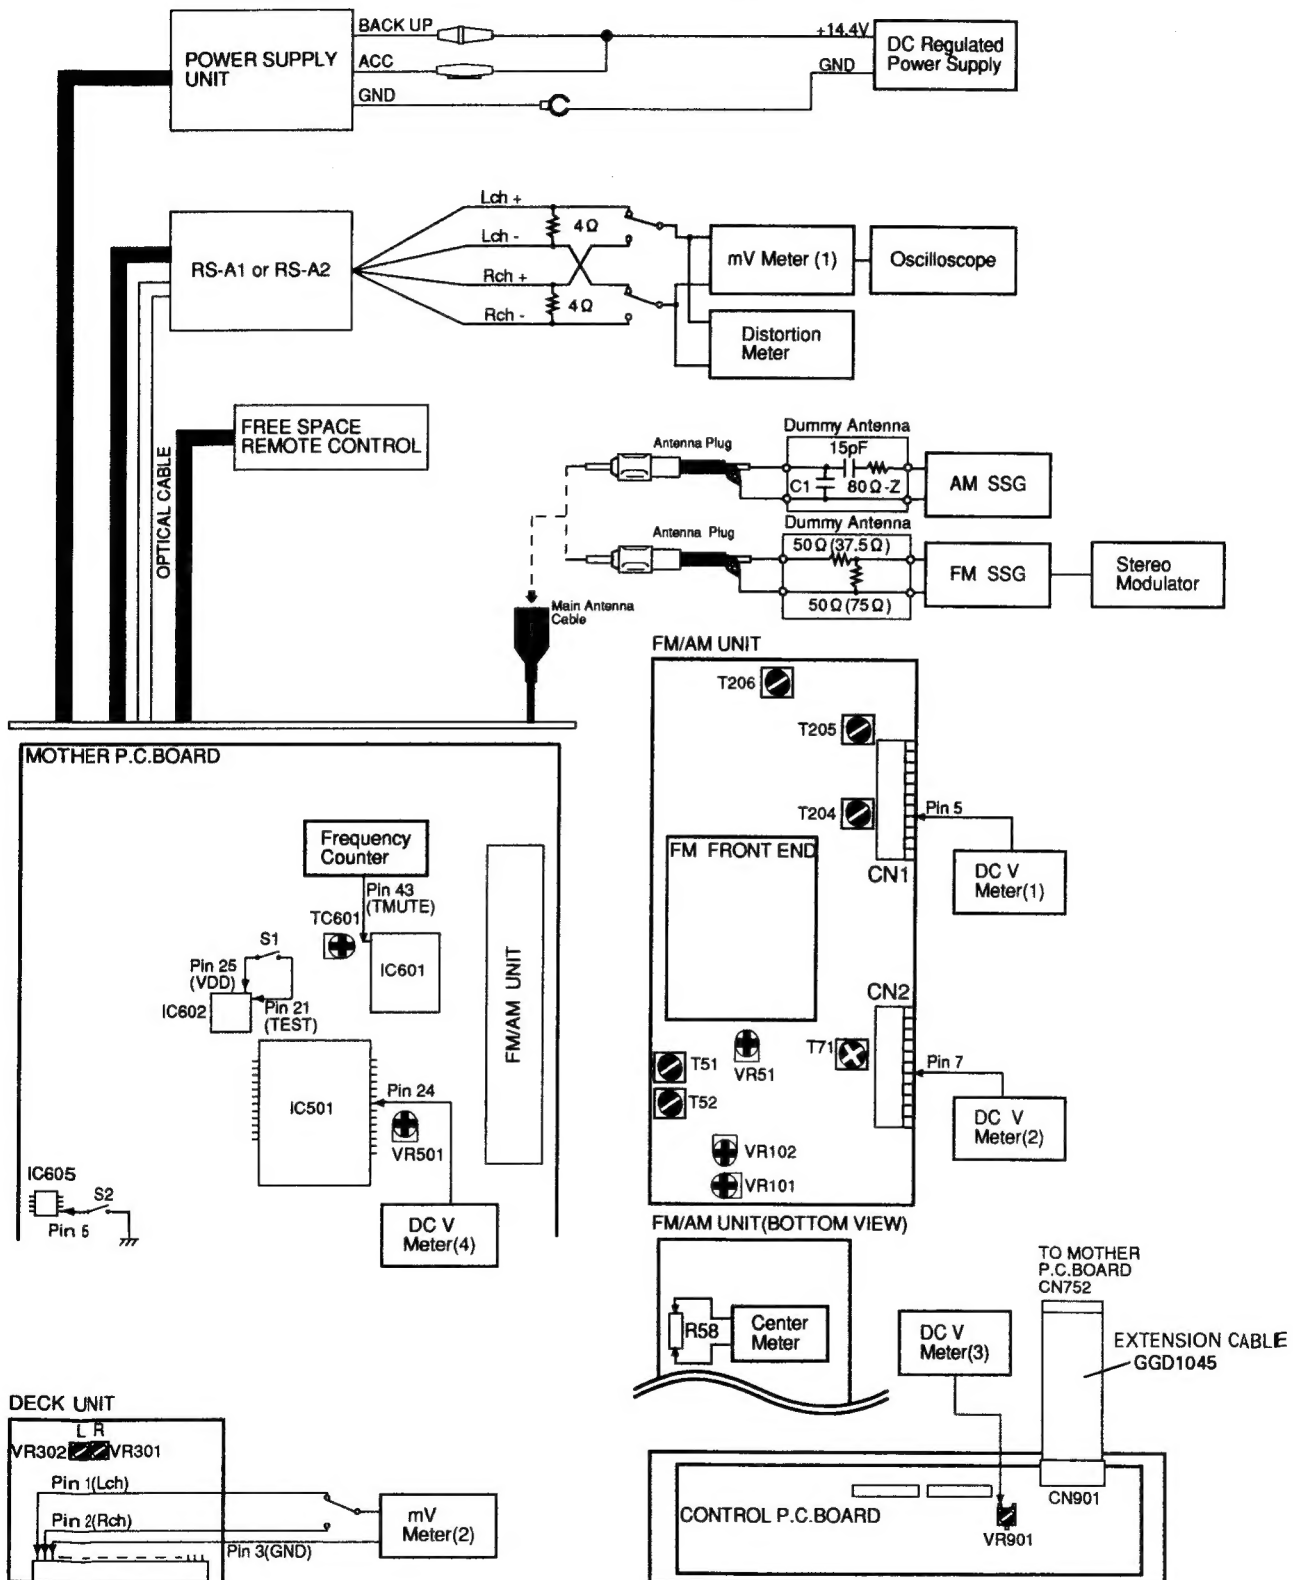 BACK UP
ACC
GND
POWER SUPPLY
UNIT
+14.4V
GND
DC Regulated
Power Supply
RS-A1 or RS-A2
Lch +
4Ω
Lch -
Rch +
4Ω
Rch -
mV Meter (1)
Oscilloscope
Distortion
Meter
FREE SPACE
REMOTE CONTROL
OPTICAL CABLE
Antenna Plug
Dummy Antenna
15pF
C1
80Ω-Z
AM SSG
Antenna Plug
Dummy Antenna
50Ω(37.5Ω)
50Ω(75Ω)
FM SSG
Stereo
Modulator
Main Antenna
Cable
MOTHER P.C.BOARD
Frequency
Counter
Pin 43
(TMUTE)
TC601
S1
Pin 25
(VDD)
IC602
Pin 21
(TEST)
IC601
FM/AM UNIT
IC501
Pin 24
VR501
IC605
S2
Pin 5
DC V
Meter(4)
FM/AM UNIT
T206
T205
T204
Pin 5
FM FRONT END
CN1
DC V
Meter(1)
CN2
T71
T51
VR51
T52
Pin 7
DC V
Meter(2)
VR102
VR101
FM/AM UNIT(BOTTOM VIEW)
R58
Center
Meter
TO MOTHER
P.C.BOARD
CN752
DC V
Meter(3)
EXTENSION CABLE
GGD1045
CONTROL P.C.BOARD
CN901
VR901
DECK UNIT
L R
VR302
VR301
Pin 1(Lch)
Pin 2(Rch)
Pin 3(GND)
mV
Meter(2)